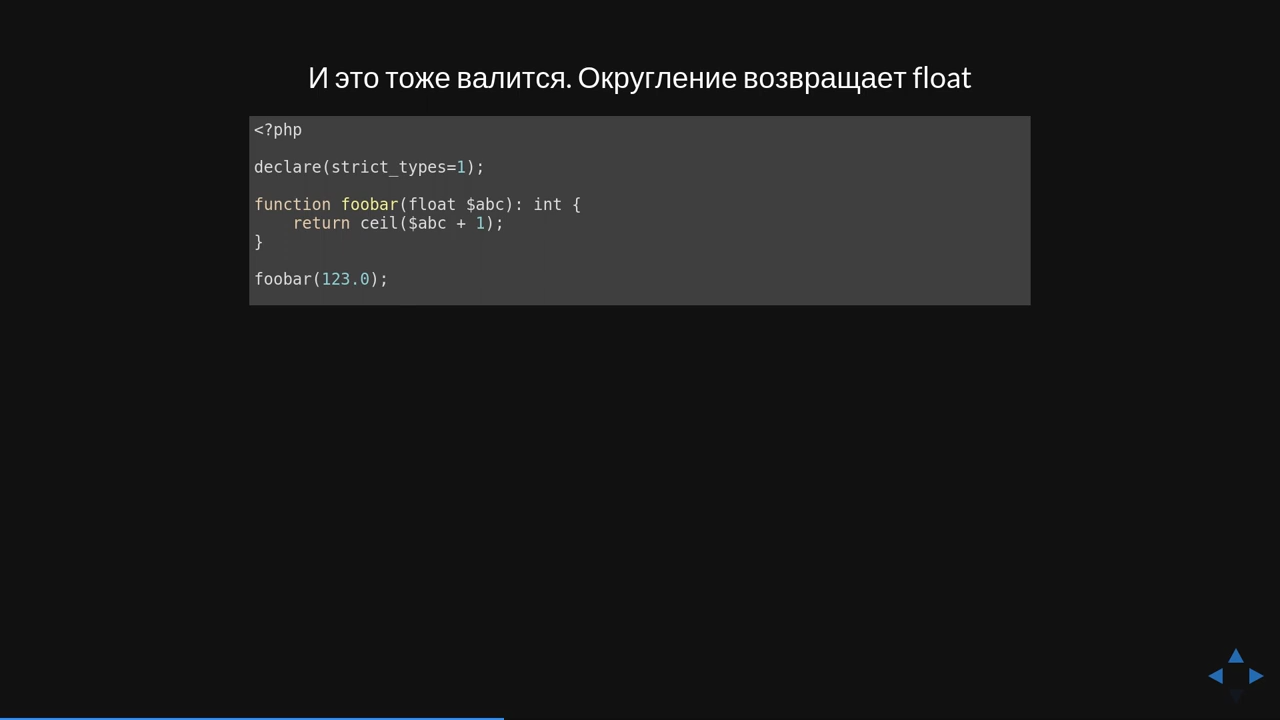 И это тоже валится. Округление возвращает float
<?php
declare(strict_types=1);
function foobar(float $abc): int {
    return ceil($abc + 1);
}
foobar(123.0);